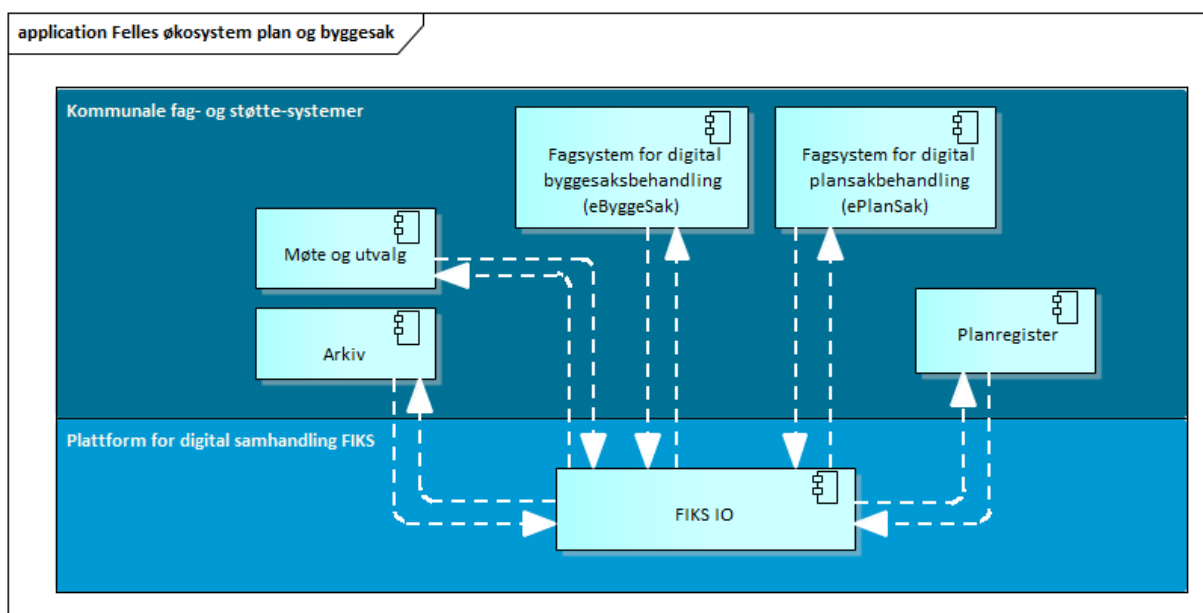 application Felles økosystem plan og byggesak
Kommunale fag- og støtte-systemer
Fagsystem for digital
byggesaksbehandling
(eByggeSak)
Fagsystem for digital
plansakbehandling
(ePlanSak)
Møte og utvalg
Arkiv
Planregister
Plattform for digital samhandling FIKS
FIKS IO